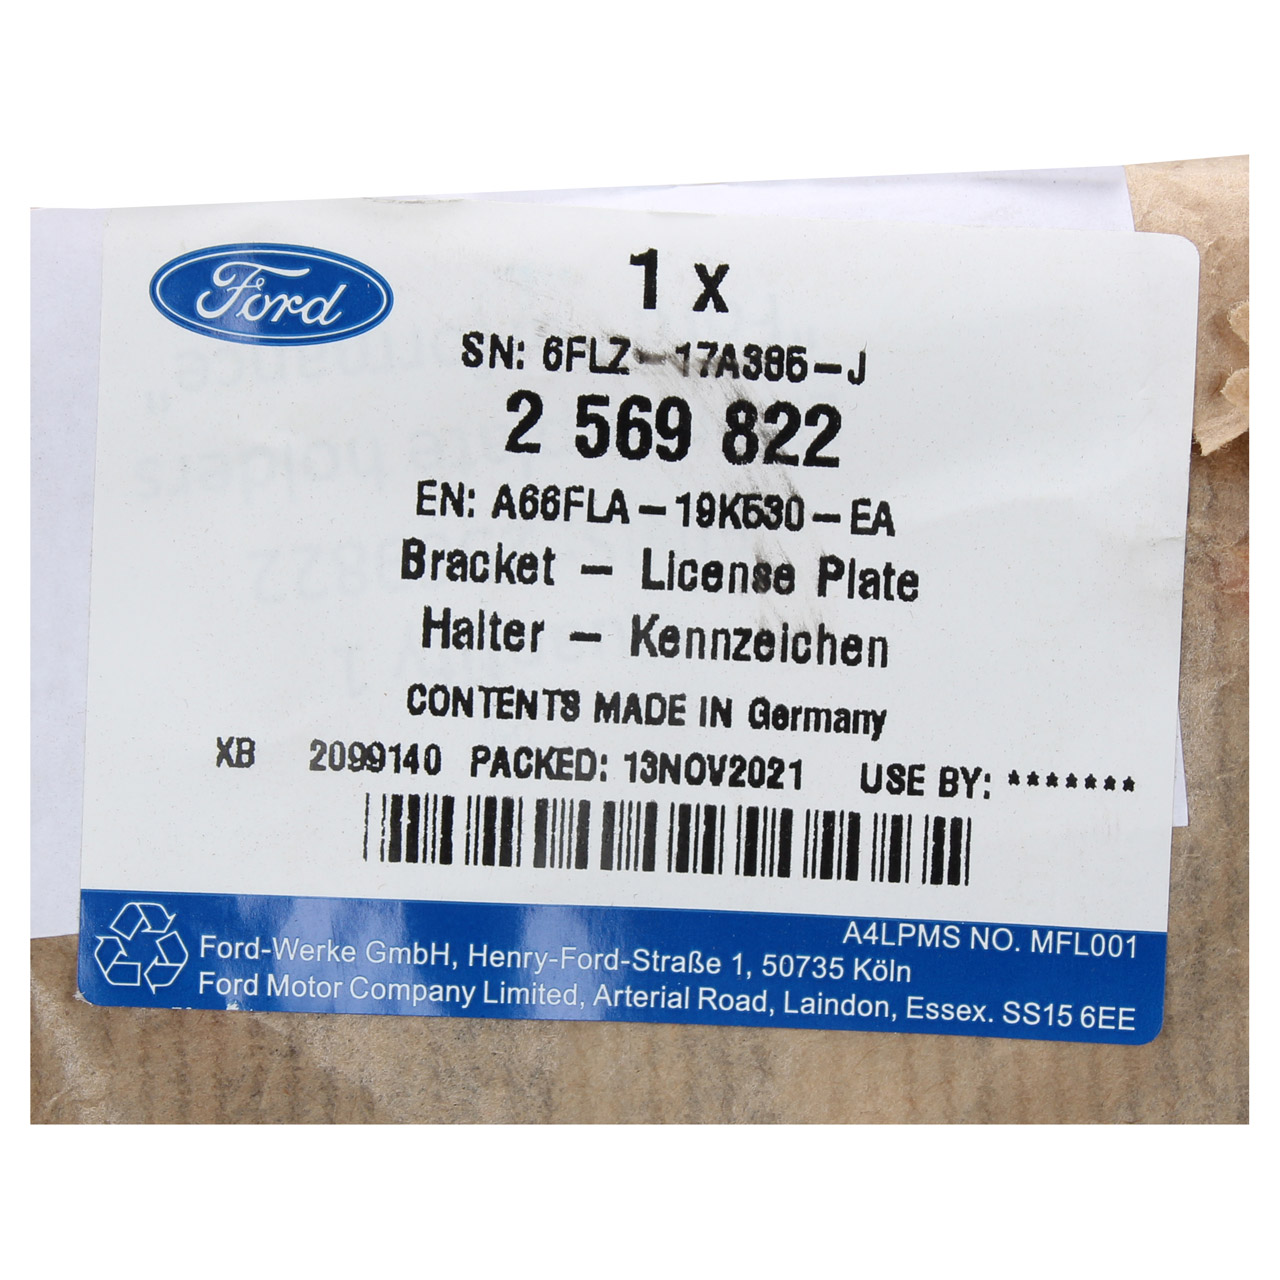 Ford
1 x
SN: 6FLZ-17A385-J
2 569 822
EN: A66FLA-19K530-EA
Bracket - License Plate
Halter - Kennzeichen
CONTENTS MADE IN Germany
XB 2099140 PACKED: 13NOV2021 USE BY: *******
A4LPMS NO. MFL001
Ford-Werke GmbH, Henry-Ford-Straße 1, 50735 Köln
Ford Motor Company Limited, Arterial Road, Laindon, Essex. SS15 6EE